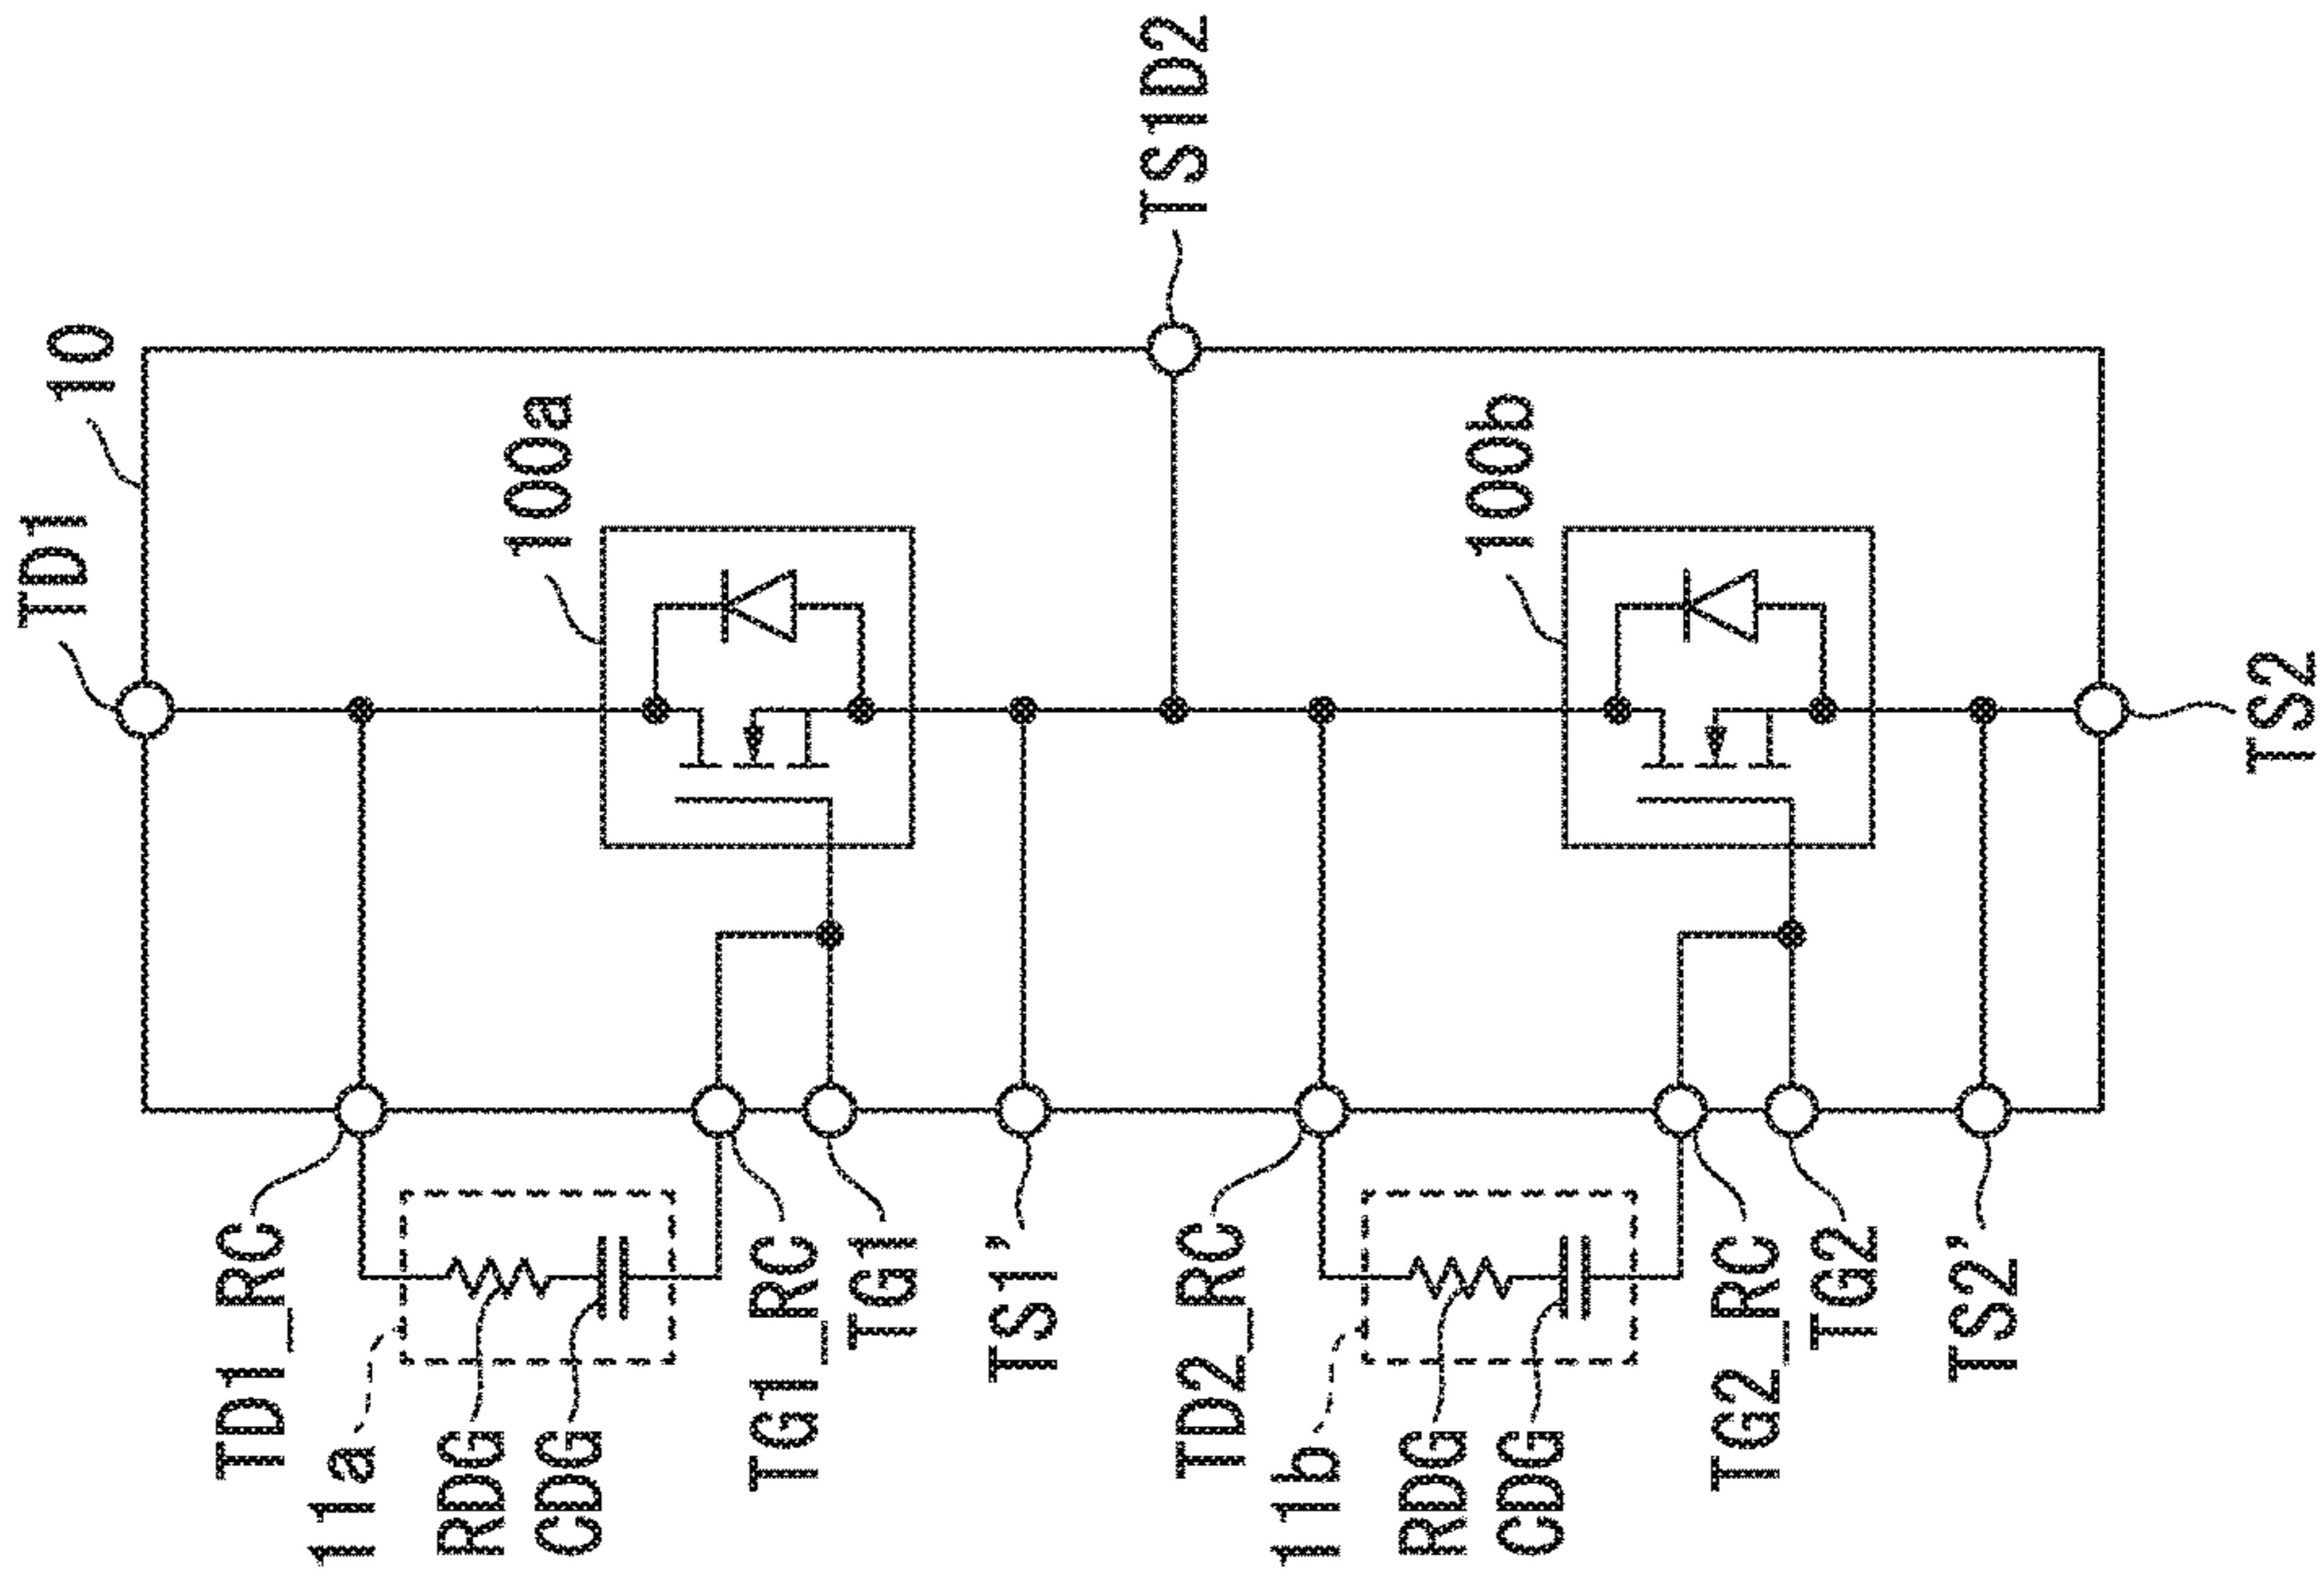 TD1
10
TS1D2
100a
100b
TS2
TD1_RC
11a
RDG
CDG
TG1_RC
TG1
TS1’
TD2_RC
11b
RDG
CDG
TG2_RC
TG2
TS2’